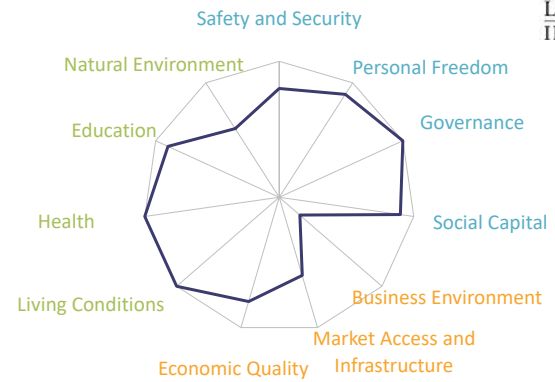 Safety and Security
Natural Environment
Personal Freedom
Education
Governance
Health
Social Capital
Living Conditions
Business Environment
Market Access and
Infrastructure
Economic Quality